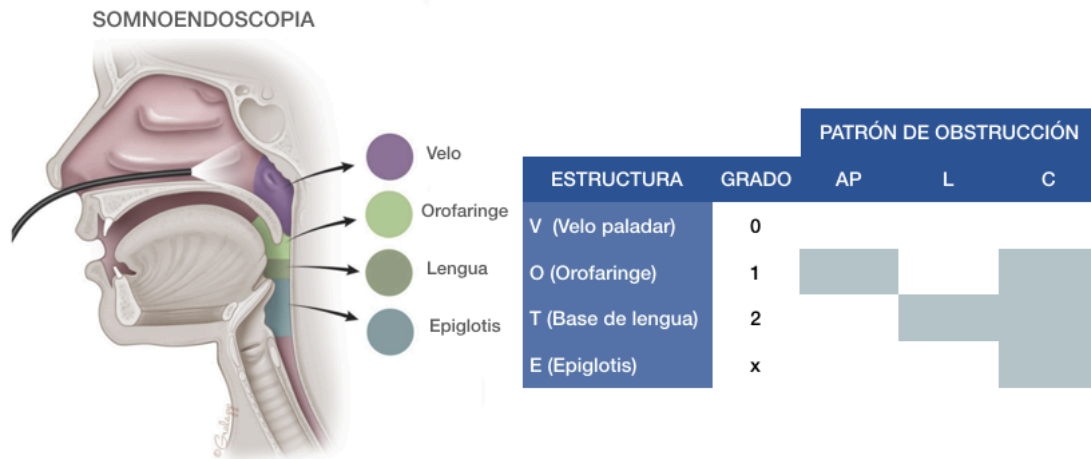 SOMNOENDOSCOPIA
Velo
Orofaringe
Lengua
Epiglotis
PATRÓN DE OBSTRUCCIÓN
ESTRUCTURA GRADO AP L C
V (Velo paladar) 0
O (Orofaringe) 1
T (Base de lengua) 2
E (Epiglotis) x